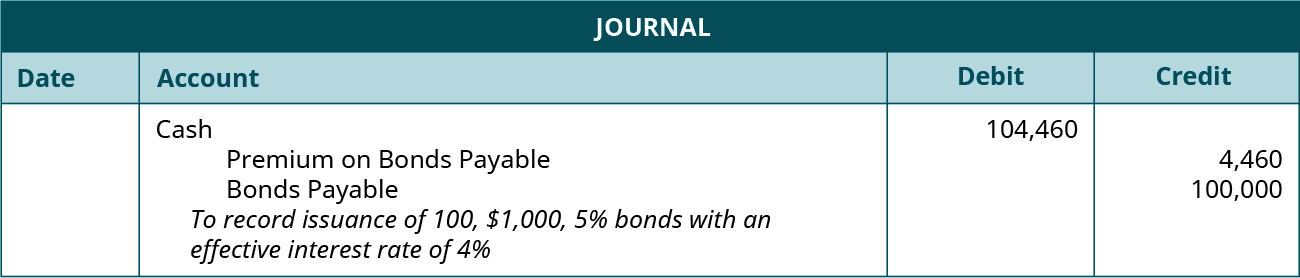 JOURNAL
Date Account Debit Credit
Cash 104,460
Premium on Bonds Payable 4,460
Bonds Payable 100,000
To record issuance of 100, $1,000, 5% bonds with an
effective interest rate of 4%